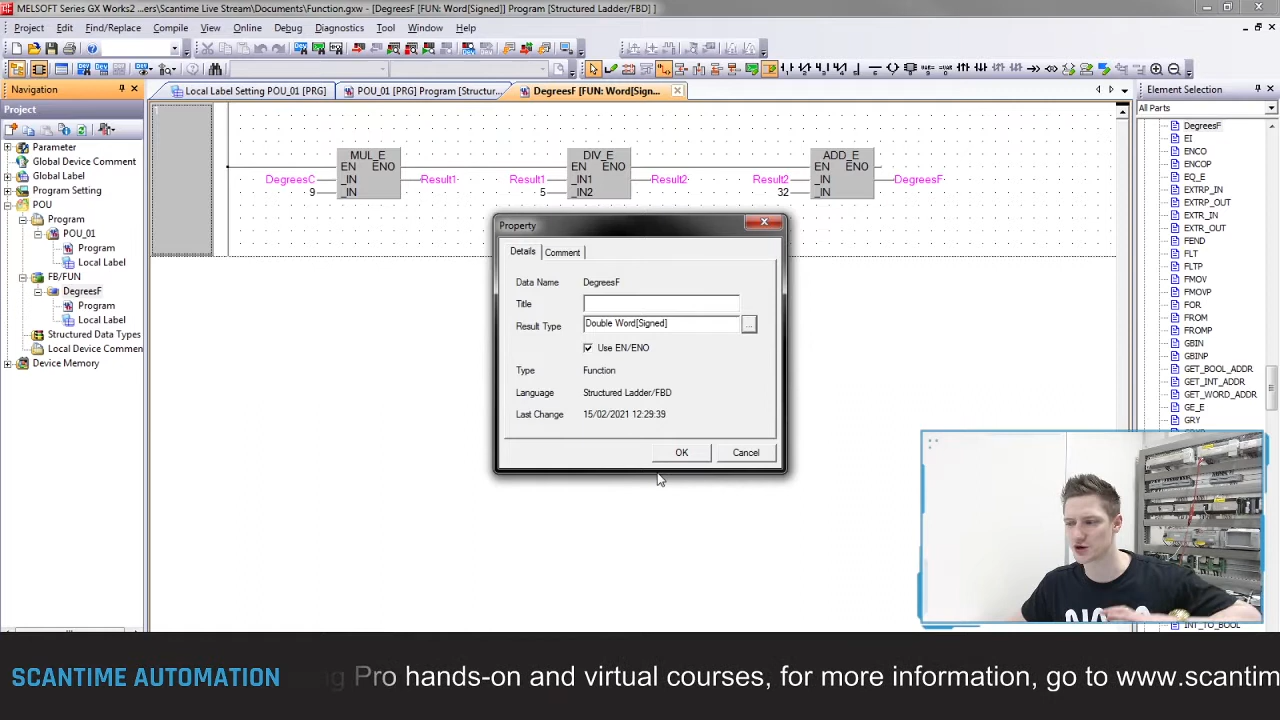 MELSOFT Series GX Works2 ...ers\Scantime Live Stream\Documents\Function.gxw - [DegreesF [FUN: Word[Signed]] Program [Structured Ladder/FBD] ]
Project Edit Find/Replace Compile View Online Debug Diagnostics Tool Window Help
Navigation
Local Label Setting POU_01 [PRG]
POU_01 [PRG] Program [Structur...
DegreesF [FUN: Word[Sign...
Element Selection
Project
All Parts
Parameter
Global Device Comment
Global Label
Program Setting
POU
Program
POU_01
Program
Local Label
FB/FUN
DegreesF
Program
Local Label
Structured Data Types
Local Device Commen
Device Memory
1
MUL_E
EN ENO
DegreesC _IN Result1
9 _IN
DIV_E
EN ENO
Result1 _IN1 Result2
5 _IN2
ADD_E
EN ENO
Result2 _IN DegreesF
32 _IN
Property
Details Comment
Data Name DegreesF
Title
Result Type Double Word[Signed] ...
Use EN/ENO
Type Function
Language Structured Ladder/FBD
Last Change 15/02/2021 12:29:39
OK Cancel
DegreesF
EI
ENCO
ENCOP
EQ_E
EXTRP_OUT
EXTR_IN
EXTR_OUT
FEND
FLT
FLTP
FMOV
FMOVP
FOR
FROM
FROMP
GBIN
GBINP
GET_BOOL_ADDR
GET_INT_ADDR
GET_WORD_ADDR
GE_E
GRY
INT_TO_BOOL
SCANTIME AUTOMATION
ng Pro hands-on and virtual courses, for more information, go to www.scantim